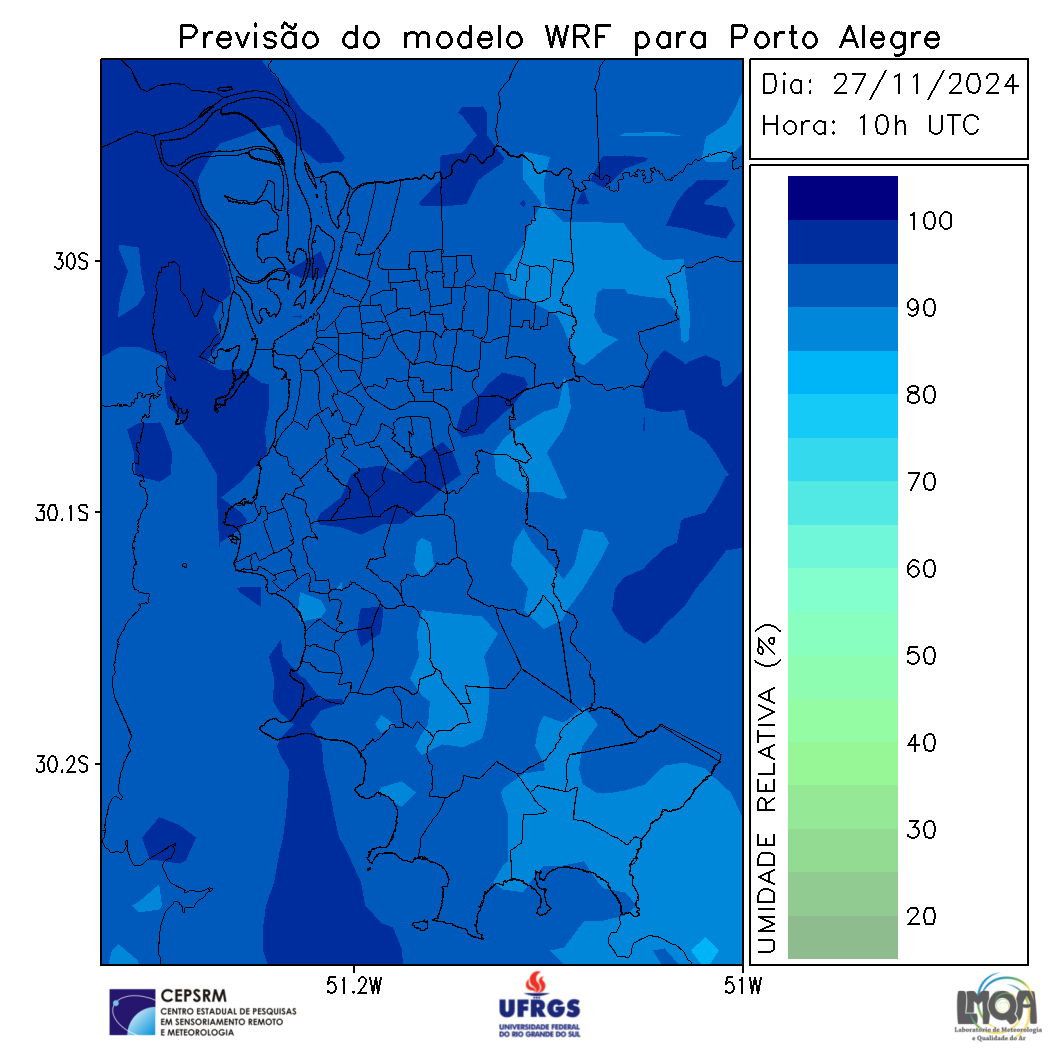 Previsão do modelo WRF para Porto Alegre
Dia: 27/11/2024
Hora: 10h UTC
30S
30.1S
30.2S
51.2W
51W
UMIDADE RELATIVA (%)
100
90
80
70
60
50
40
30
20
CEPSRM
CENTRO ESTADUAL DE PESQUISAS
EM SENSORIAMENTO REMOTO
E METEOROLOGIA
UFRGS
UNIVERSIDADE FEDERAL
DO RIO GRANDE DO SUL
LMQA
Laboratório de Meteorologia
e Qualidade do Ar